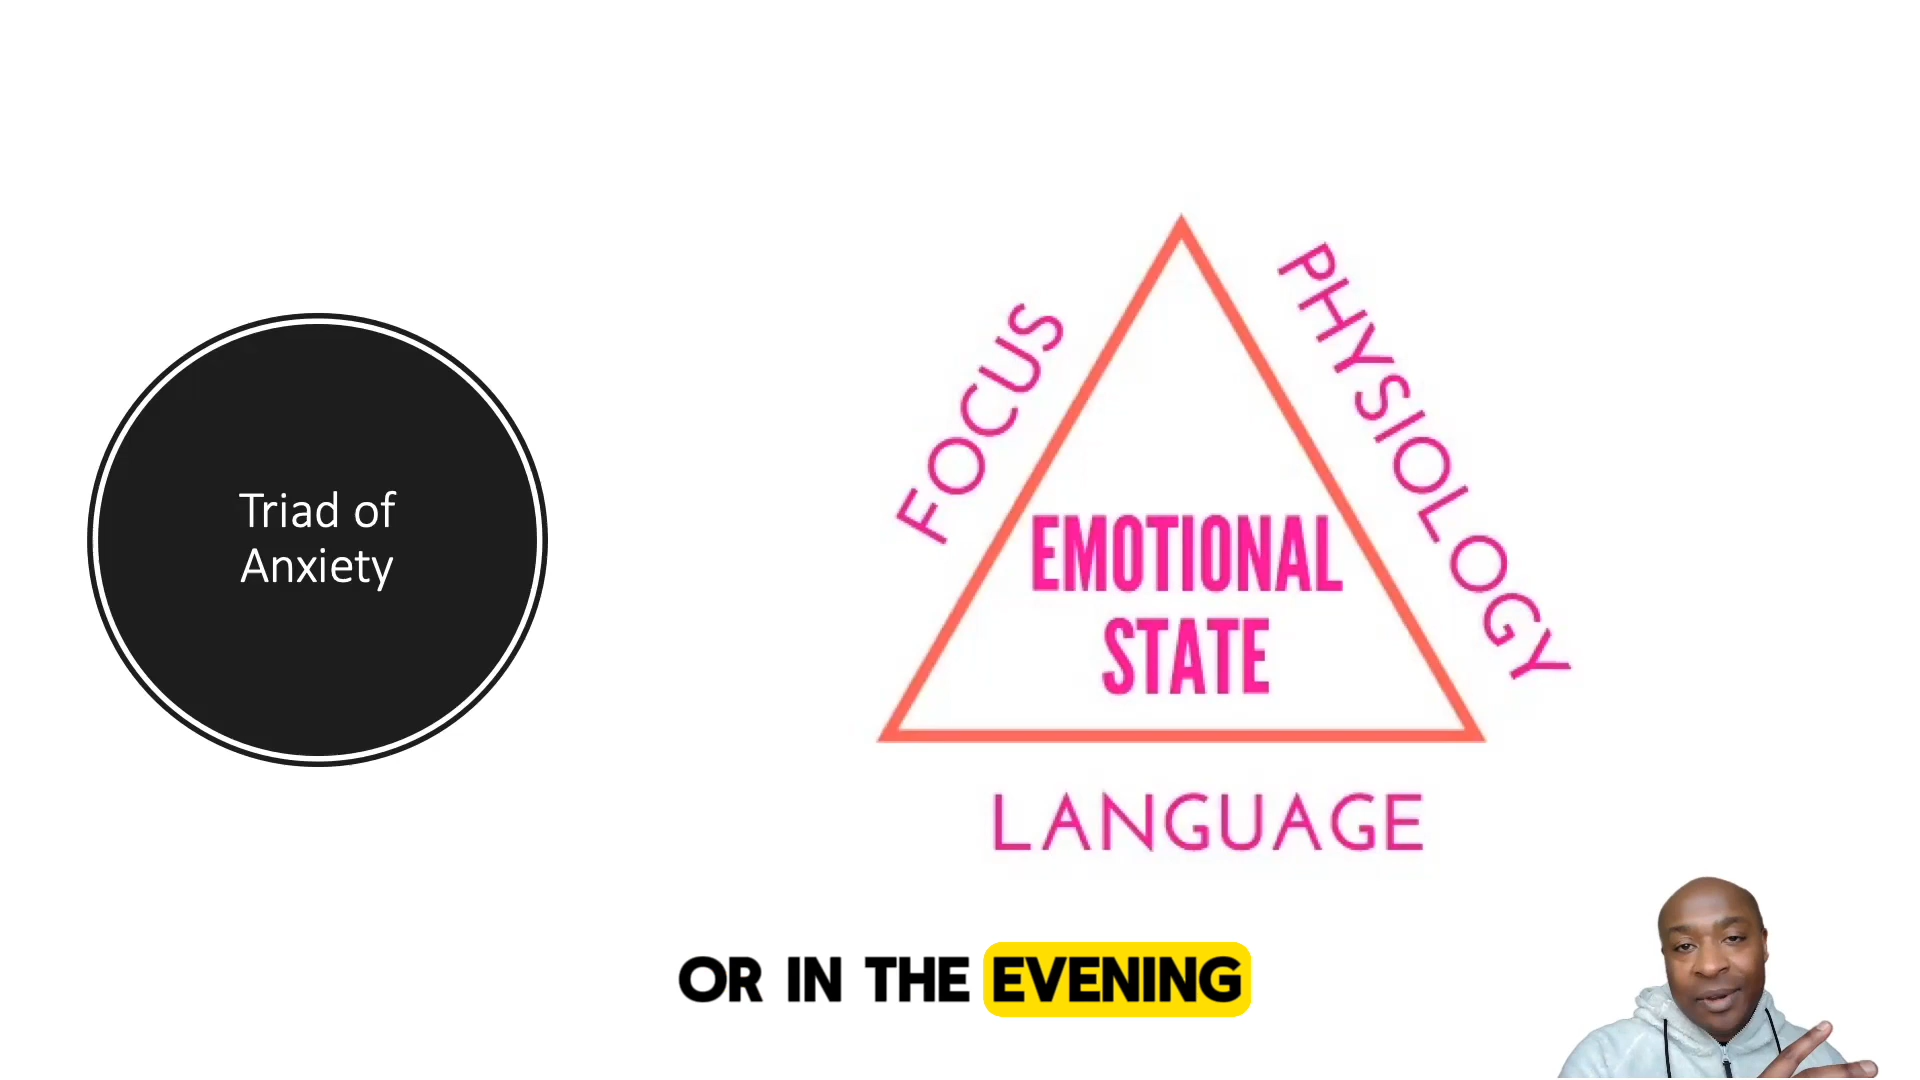 Triad of
Anxiety
FOCUS
PHYSIOLOGY
EMOTIONAL
STATE
LANGUAGE
OR IN THE EVENING